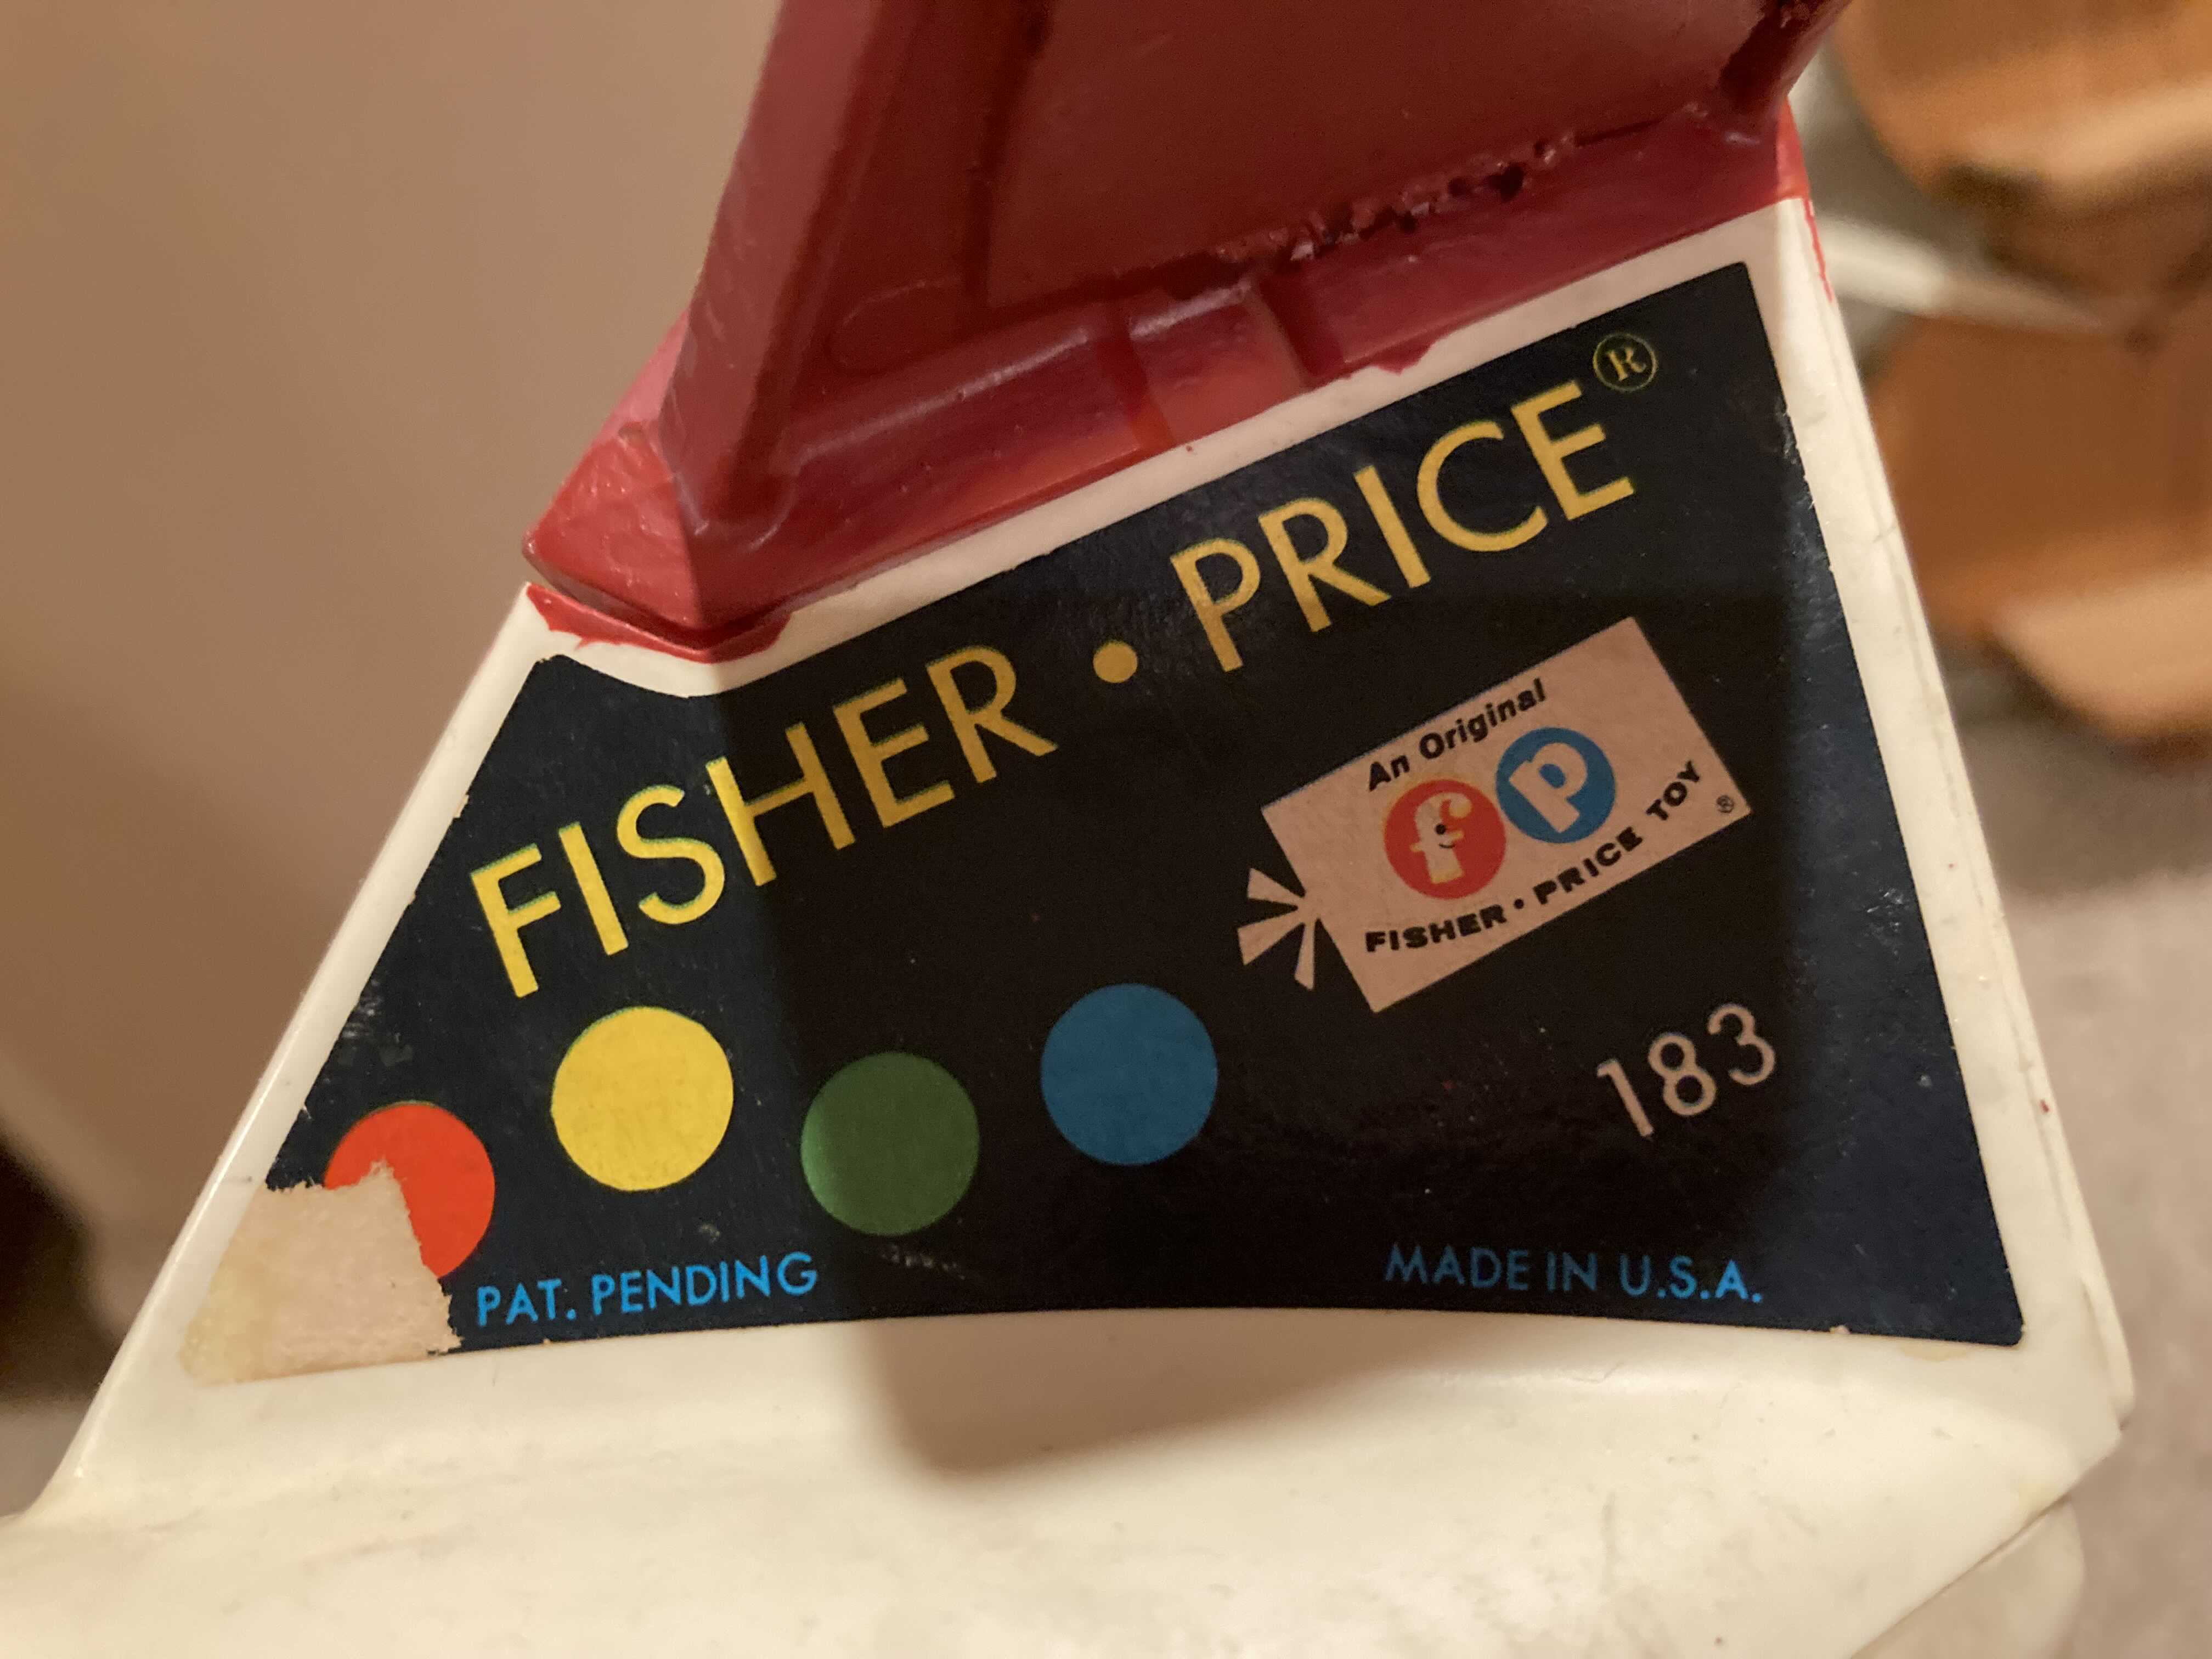 FISHER • PRICE®
An Original
fp
FISHER • PRICE TOY ®
183
PAT. PENDING
MADE IN U.S.A.